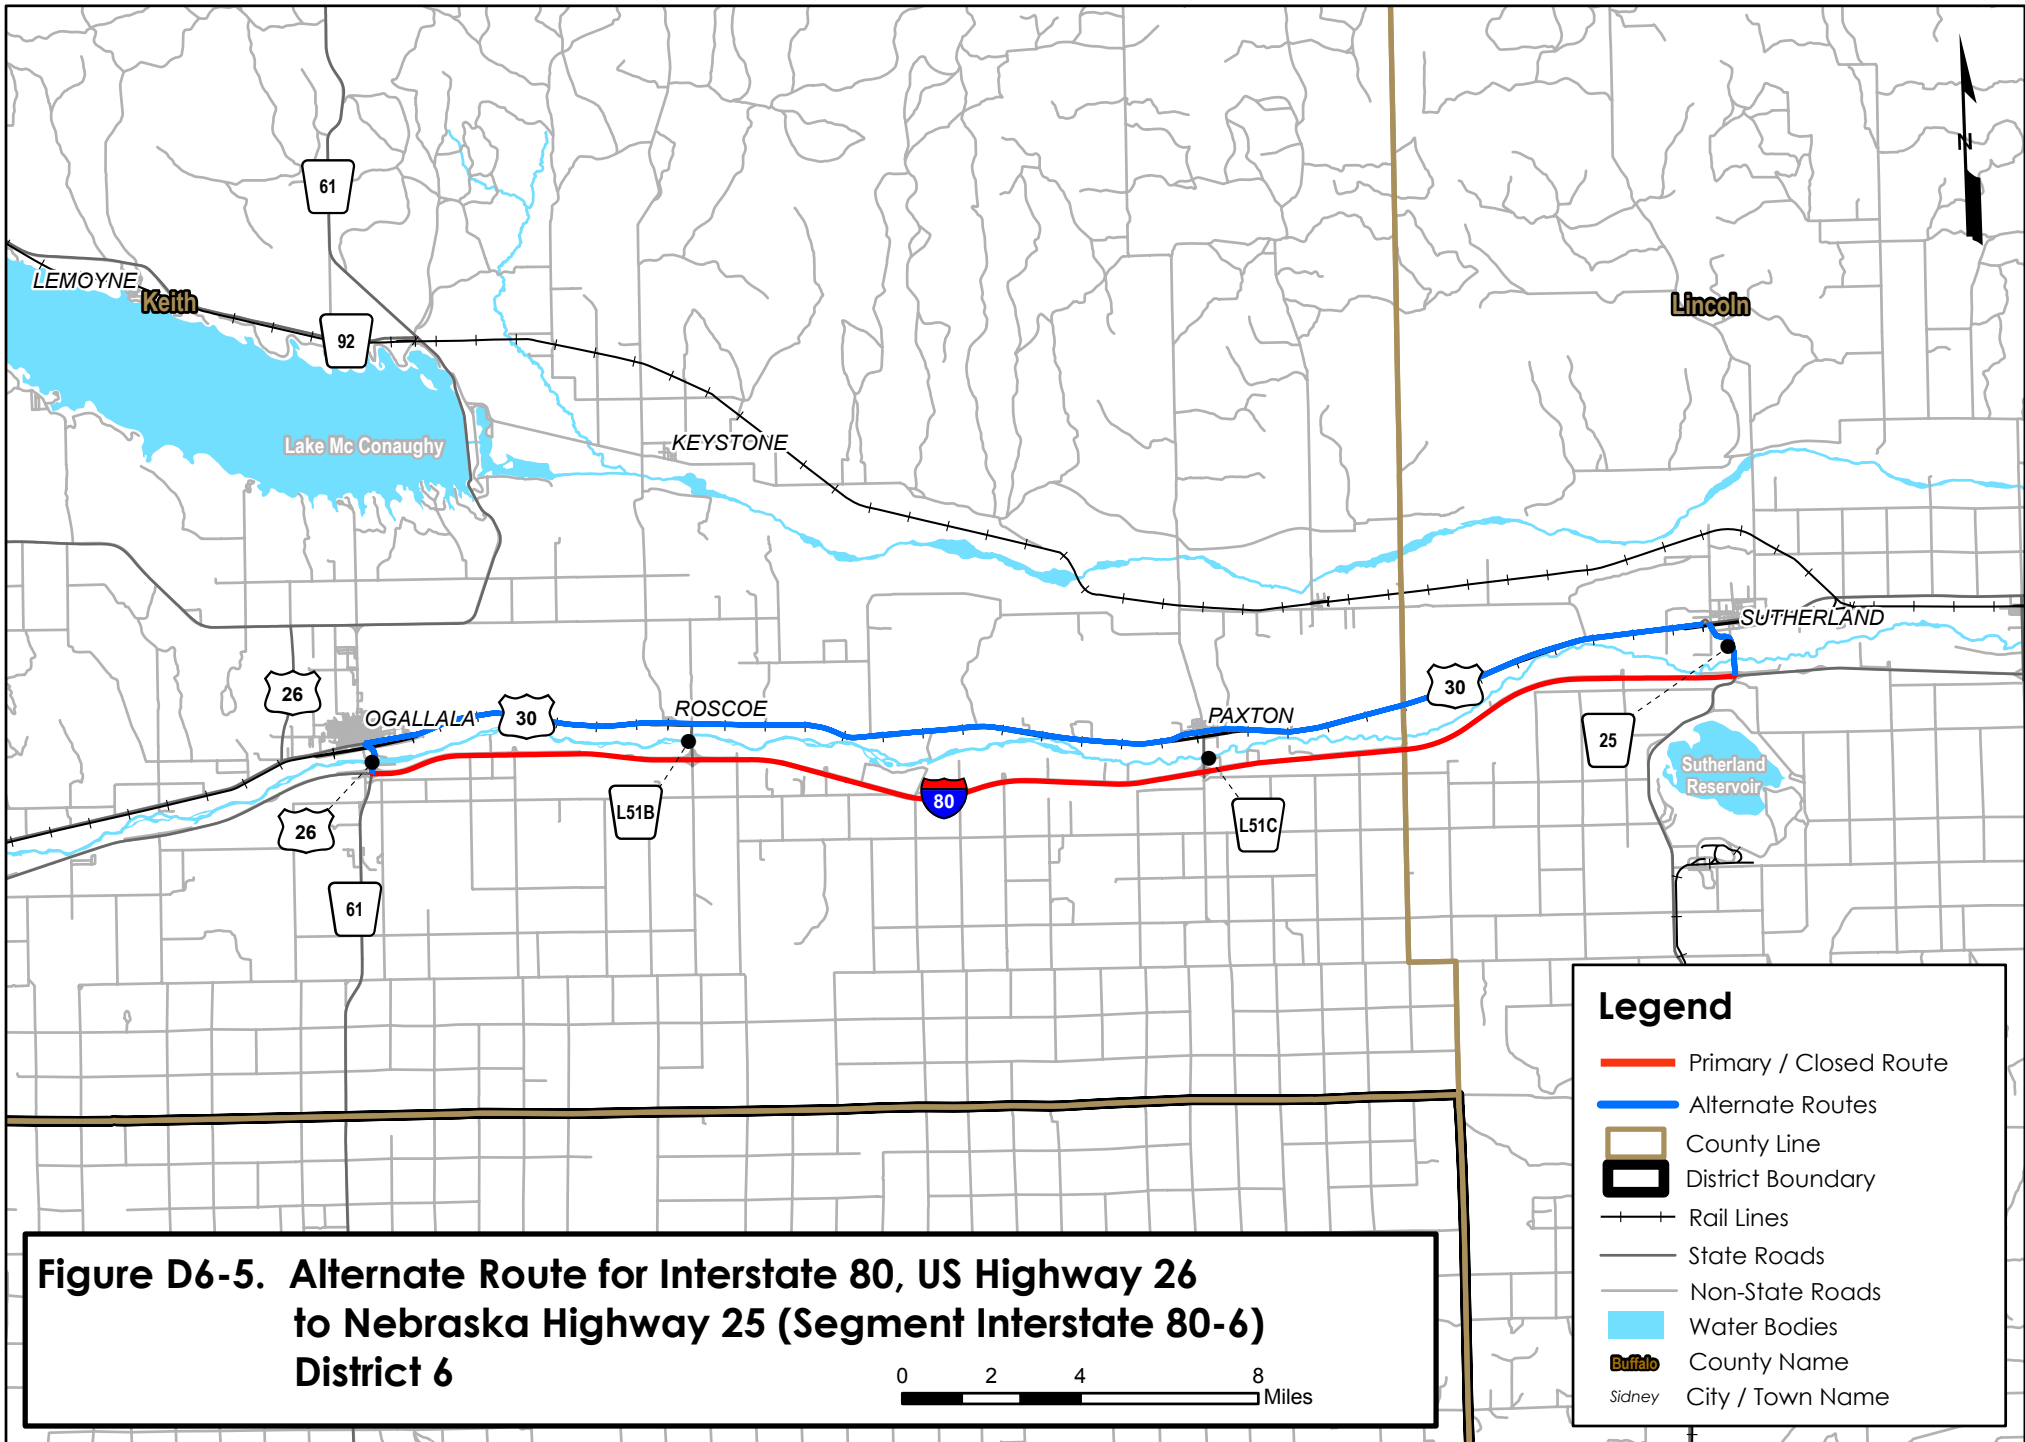 N
61
LEMOYNE
Keith
Lincoln
92
Lake Mc Conaughy
KEYSTONE
SUTHERLAND
26
30
30
OGALLALA
ROSCOE
PAXTON
25
Sutherland
Reservoir
80
L51B
L51C
26
61
Legend
Primary / Closed Route
Alternate Routes
County Line
District Boundary
Rail Lines
State Roads
Non-State Roads
Water Bodies
Buffalo County Name
Sidney City / Town Name
Figure D6-5. Alternate Route for Interstate 80, US Highway 26
to Nebraska Highway 25 (Segment Interstate 80-6)
District 6
0 2 4 8
Miles